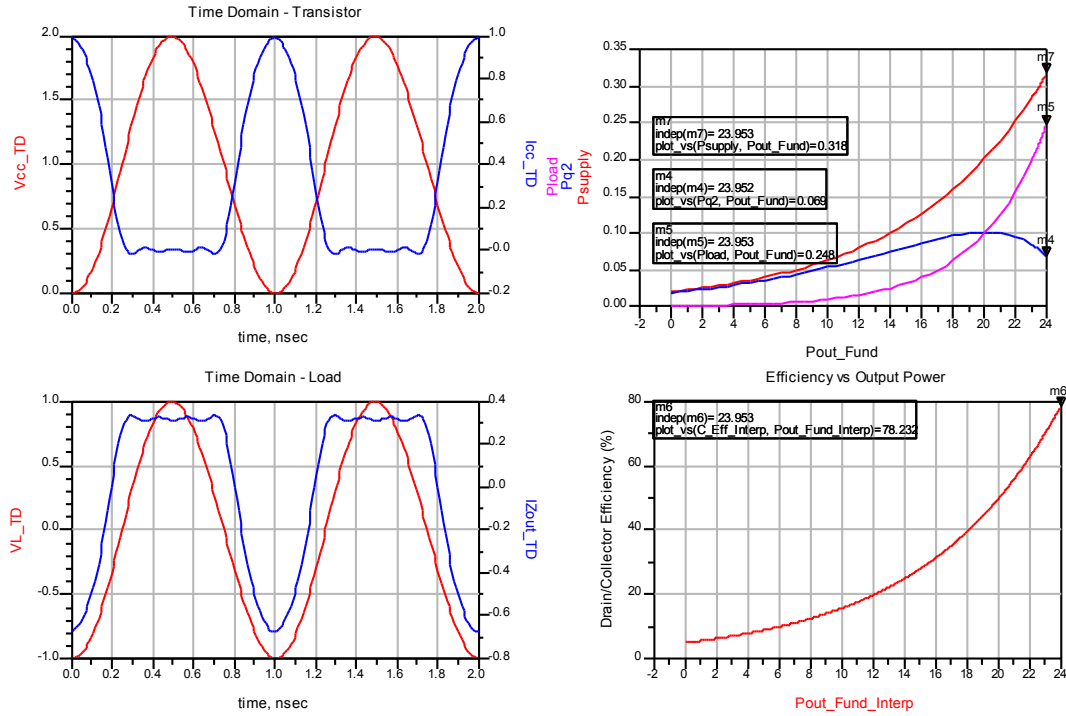 Time Domain - Transistor
2.0
1.5
1.0
0.5
0.0
1.0
0.8
0.6
0.4
0.2
-0.0
-0.2
Vcc_TD
Icc_TD
0.0 0.2 0.4 0.6 0.8 1.0 1.2 1.4 1.6 1.8 2.0
time, nsec
0.35
0.30
0.25
0.20
0.15
0.10
0.05
0.00
Pload
Pq2
Psupply
m7
m5
m4
m7
indep(m7)= 23.953
plot_vs(Psupply, Pout_Fund)=0.318
m4
indep(m4)= 23.952
plot_vs(Pq2, Pout_Fund)=0.069
m5
indep(m5)= 23.953
plot_vs(Pload, Pout_Fund)=0.248
-2 0 2 4 6 8 10 12 14 16 18 20 22 24
Pout_Fund
Time Domain - Load
1.0
0.5
0.0
-0.5
-1.0
0.4
0.2
0.0
-0.2
-0.4
-0.6
-0.8
VL_TD
IZout_TD
0.0 0.2 0.4 0.6 0.8 1.0 1.2 1.4 1.6 1.8 2.0
time, nsec
Efficiency vs Output Power
80
60
40
20
0
Drain/Collector Efficiency (%)
m6
m6
indep(m6)= 23.953
plot_vs(C_Eff_Interp, Pout_Fund_Interp)=78.232
-2 0 2 4 6 8 10 12 14 16 18 20 22 24
Pout_Fund_Interp